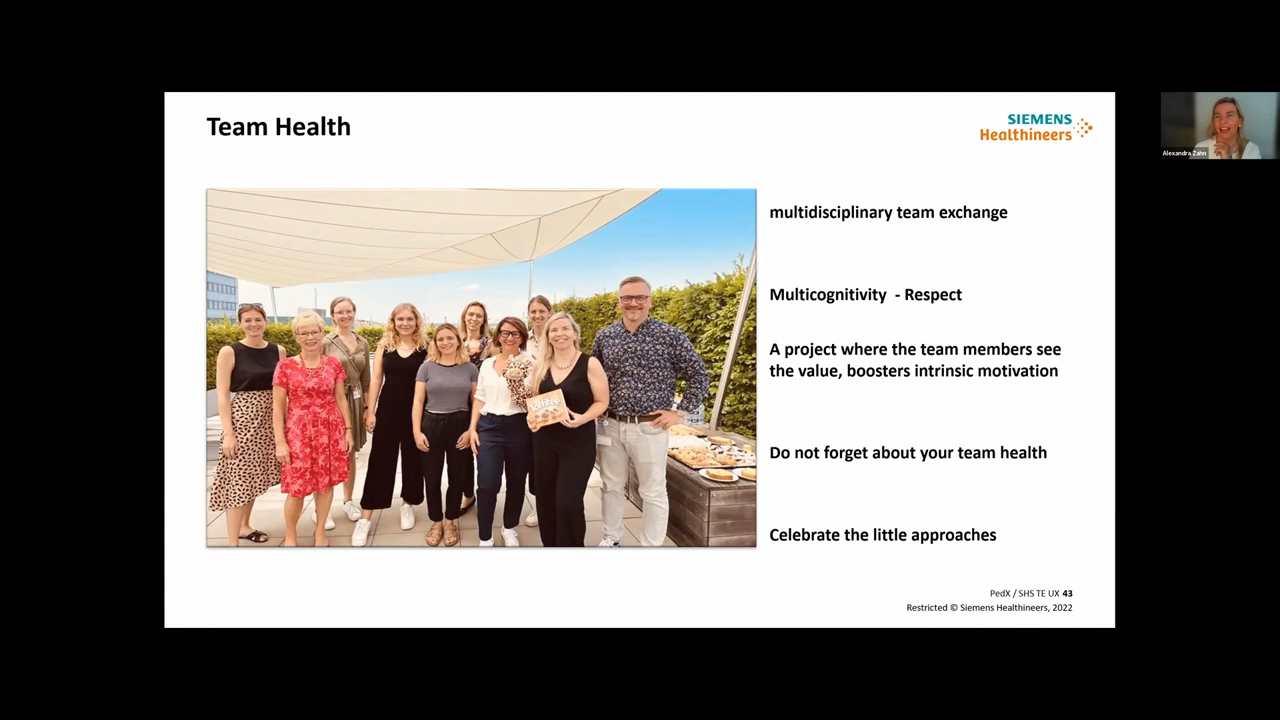 Team Health
SIEMENS
Healthineers
Alexandra Zahn
multidisciplinary team exchange
Multicognitivity - Respect
A project where the team members see
the value, boosters intrinsic motivation
Do not forget about your team health
Celebrate the little approaches
PedX / SHS TE UX 43
Restricted © Siemens Healthineers, 2022